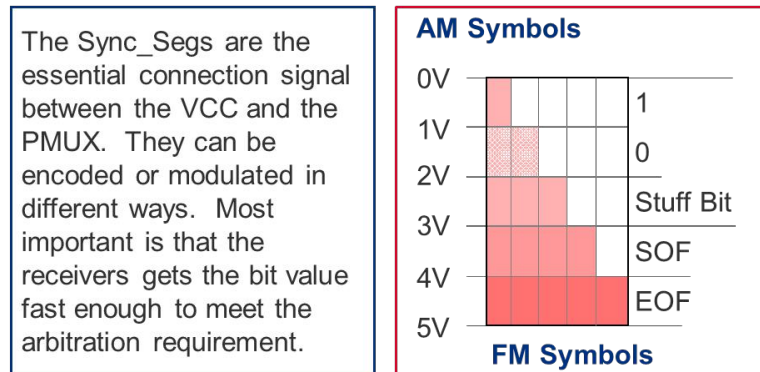 The Sync_Segs are the
essential connection signal
between the VCC and the
PMUX. They can be
encoded or modulated in
different ways. Most
important is that the
receivers gets the bit value
fast enough to meet the
arbitration requirement.
AM Symbols
0V
1
1V
0
2V
Stuff Bit
3V
SOF
4V
EOF
5V
FM Symbols